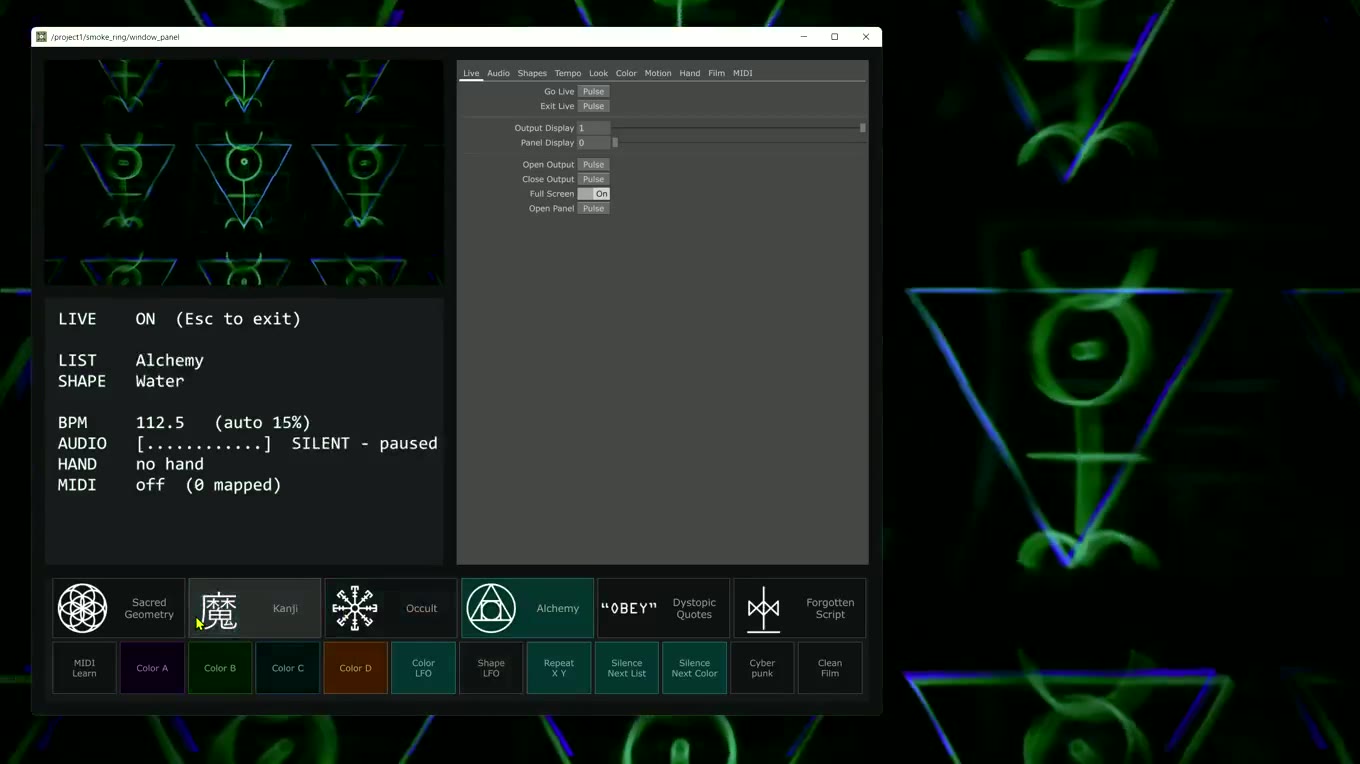 /project1/smoke_ring/window_panel
Live Audio Shapes Tempo Look Color Motion Hand Film MIDI
Go Live Pulse
Exit Live Pulse
Output Display 1
Panel Display 0
Open Output Pulse
Close Output Pulse
Full Screen On
Open Panel Pulse
LIVE ON (Esc to exit)
LIST Alchemy
SHAPE Water
BPM 112.5 (auto 15%)
AUDIO [............] SILENT - paused
HAND no hand
MIDI off (0 mapped)
Sacred Geometry
魔 Kanji
Occult
Alchemy
"OBEY" Dystopic Quotes
Forgotten Script
MIDI Learn
Color A
Color B
Color C
Color D
Color LFO
Shape LFO
Repeat X Y
Silence Next List
Silence Next Color
Cyber punk
Clean Film